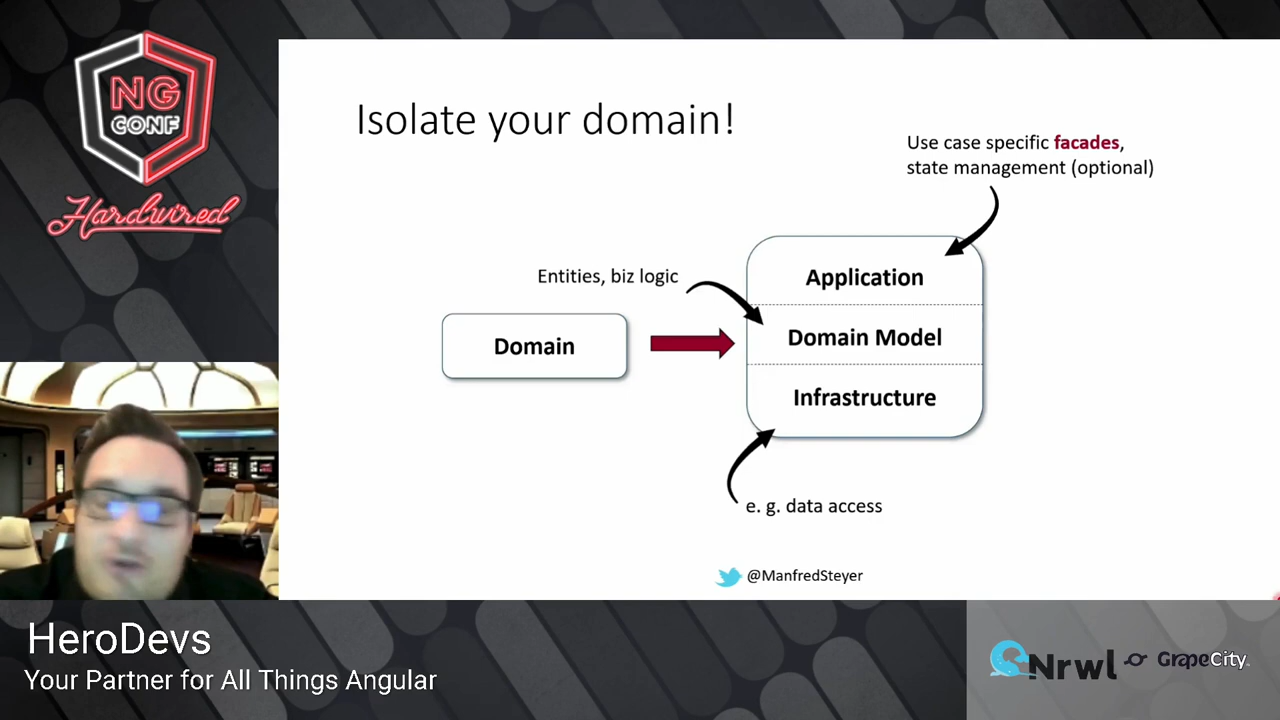 NG
CONF
Hardwired
Isolate your domain!
Use case specific facades,
state management (optional)
Entities, biz logic
Application
Domain
Domain Model
Infrastructure
e. g. data access
@ManfredSteyer
HeroDevs
Your Partner for All Things Angular
Nrwl
GrapeCity